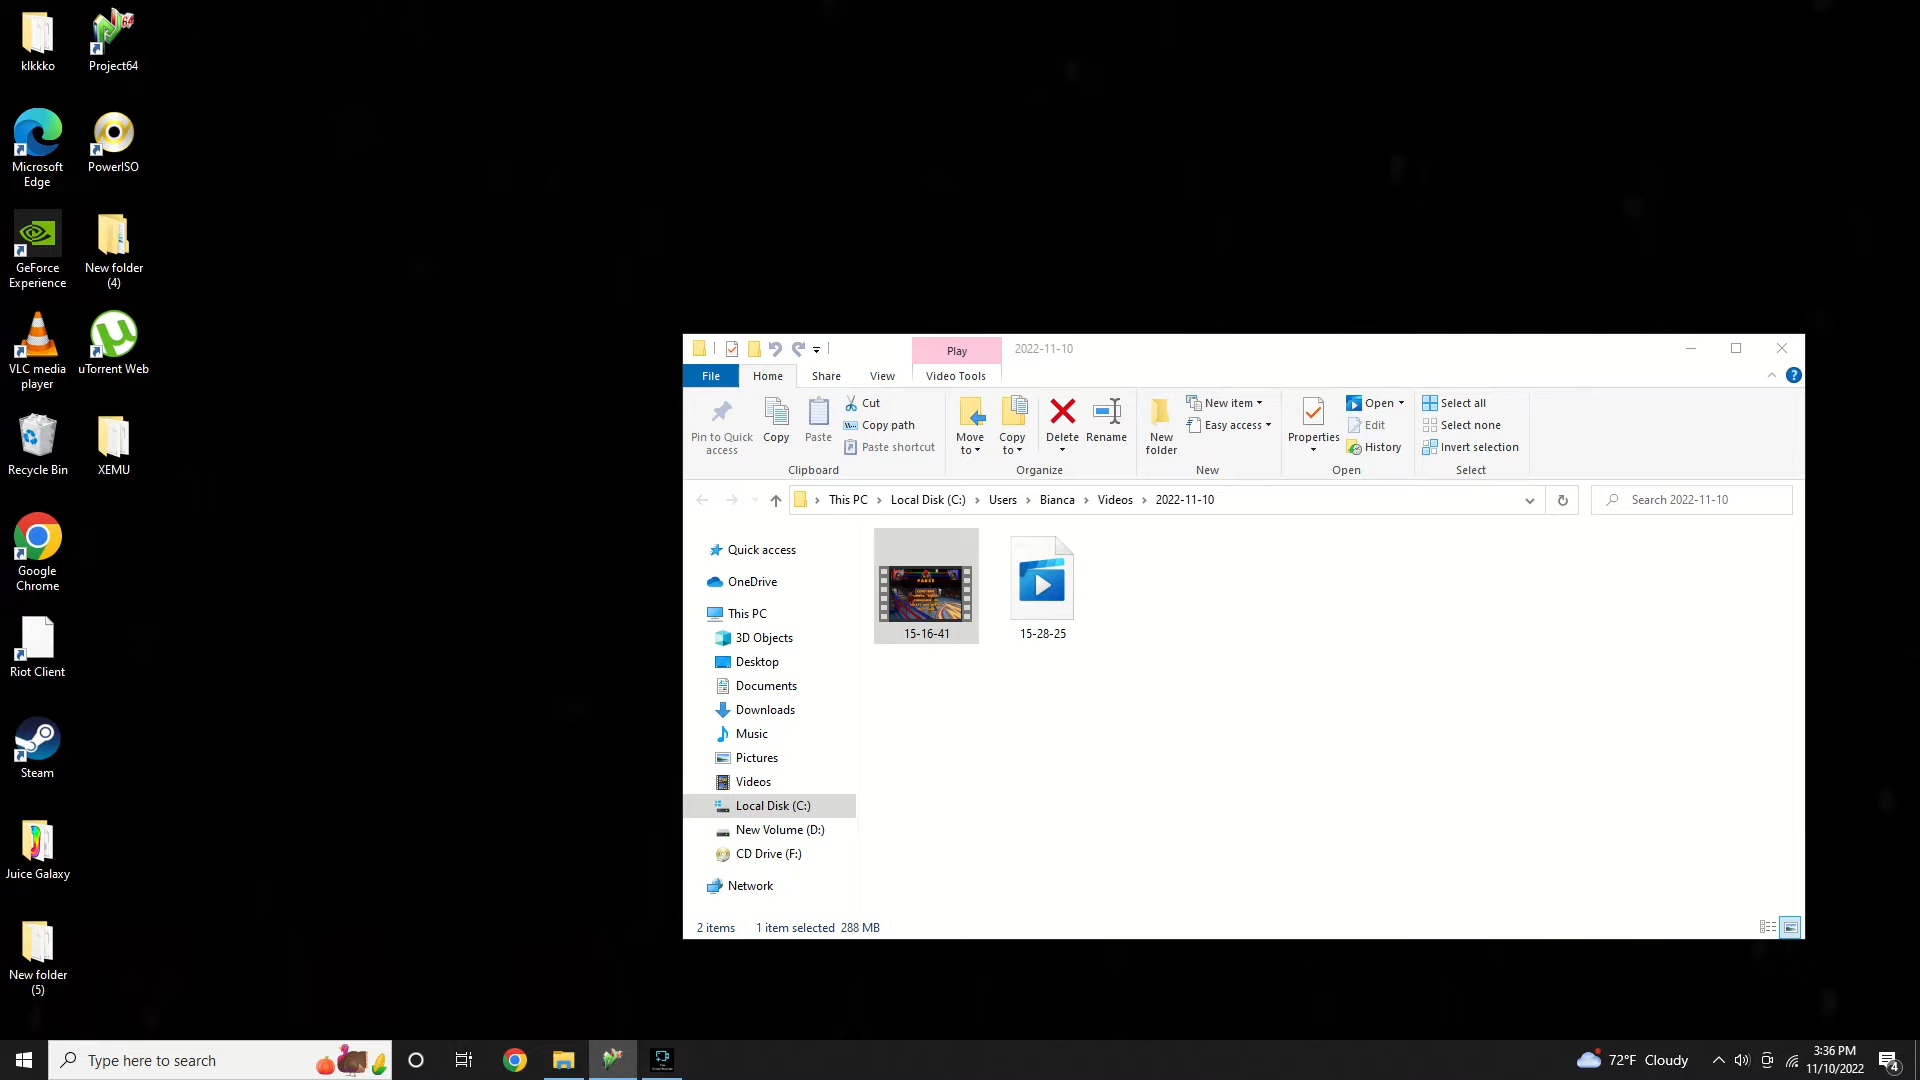 klkkko
Project64
Microsoft
Edge
PowerISO
GeForce
Experience
New folder
(4)
VLC media
player
uTorrent Web
Recycle Bin
XEMU
Google
Chrome
Riot Client
Steam
Juice Galaxy
New folder
(5)
Play
2022-11-10
File
Home
Share
View
Video Tools
Pin to Quick
access
Copy
Paste
Cut
Copy path
Paste shortcut
Clipboard
Move
to
Copy
to
Delete
Rename
Organize
New
folder
New item
Easy access
New
Properties
Open
Edit
History
Open
Select all
Select none
Invert selection
Select
This PC > Local Disk (C:) > Users > Bianca > Videos > 2022-11-10
Search 2022-11-10
Quick access
OneDrive
This PC
3D Objects
Desktop
Documents
Downloads
Music
Pictures
Videos
Local Disk (C:)
New Volume (D:)
CD Drive (F:)
Network
15-16-41
15-28-25
2 items
1 item selected 288 MB
Type here to search
72°F Cloudy
3:36 PM
11/10/2022
4